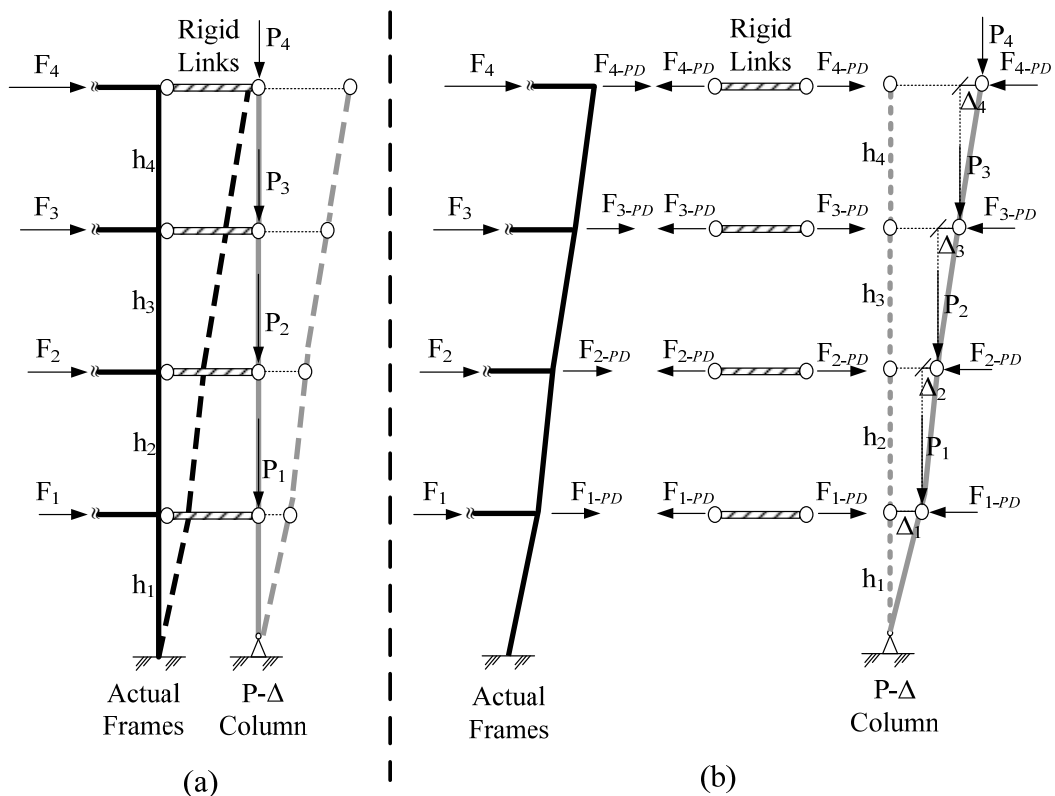 Rigid
Links
P4
F4
h4
P3
F3
h3
P2
F2
h2
P1
F1
h1
Actual
Frames
P-Δ
Column
(a)
Rigid
Links
P4
F4
F4-PD
F4-PD
F4-PD
F4-PD
Δ4
h4
P3
F3
F3-PD
F3-PD
F3-PD
F3-PD
Δ3
h3
P2
F2
F2-PD
F2-PD
F2-PD
F2-PD
Δ2
h2
P1
F1
F1-PD
F1-PD
F1-PD
F1-PD
Δ1
h1
Actual
Frames
P-Δ
Column
(b)